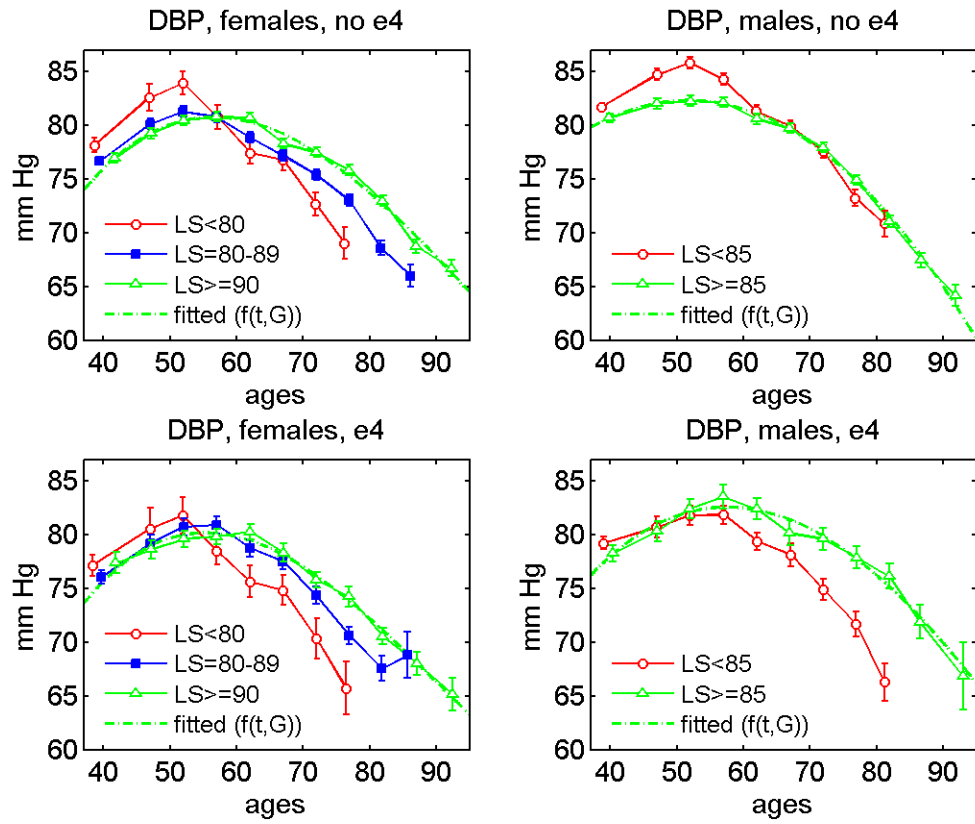 DBP, females, no e4
85
80
75
70
65
60
mm Hg
LS<80
LS=80-89
LS>=90
fitted (f(t,G))
40 50 60 70 80 90
ages
DBP, males, no e4
85
80
75
70
65
60
mm Hg
LS<85
LS>=85
fitted (f(t,G))
40 50 60 70 80 90
ages
DBP, females, e4
85
80
75
70
65
60
mm Hg
LS<80
LS=80-89
LS>=90
fitted (f(t,G))
40 50 60 70 80 90
ages
DBP, males, e4
85
80
75
70
65
60
mm Hg
LS<85
LS>=85
fitted (f(t,G))
40 50 60 70 80 90
ages